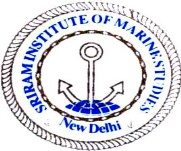 SRIRAM INSTITUTE OF MARINE STUDIES
New Delhi